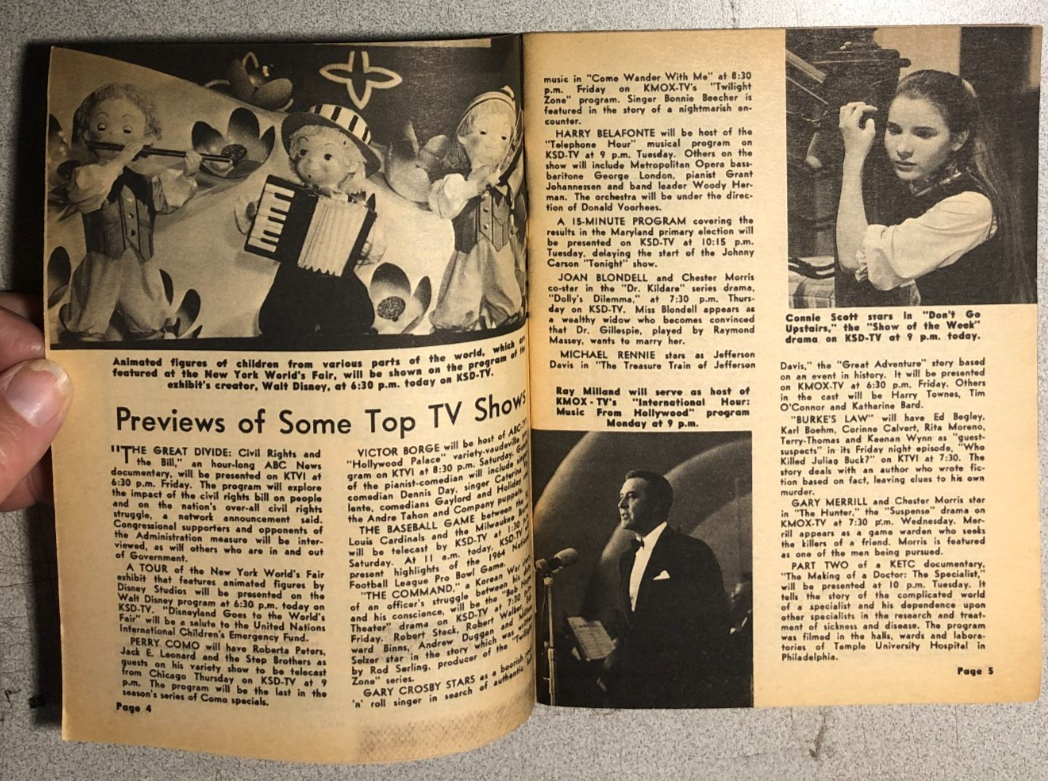 Animated figures of children from various parts of the world, which are
featured at the New York World's Fair, will be shown on the program of the
exhibit's creator, Walt Disney, at 6:30 p.m. today on KSD-TV.
Previews of Some Top TV Shows
"THE GREAT DIVIDE: Civil Rights and
the Bill," an hour-long ABC News
documentary, will be presented on KTVI at
6:30 p.m. Friday. The program will explore
the impact of the civil rights bill on people
and on the nation's over-all civil rights
struggle, a network announcement said.
Congressional supporters and opponents of
the Administration measure will be inter-
viewed, as will others who are in and out
of Government.
A TOUR of the New York World's Fair
exhibit that features animated figures by
Disney Studios will be presented on the
Walt Disney program at 6:30 p.m. today on
KSD-TV. "Disneyland Goes to the World's
Fair" will be a salute to the United Nations
International Children's Emergency Fund.
PERRY COMO will have Roberta Peters,
Jack E. Leonard and the Step Brothers as
guests on his variety show to be telecast
from Chicago Thursday on KSD-TV at 9
p.m. The program will be the last in the
season's series of Como specials.
Page 4
VICTOR BORGE will be host of ABC-TV's
"Hollywood Palace" variety-vaudeville
gram on KTVI at 8:30 p.m. Saturday.
of the pianist-comedian will include
comedian Dennis Day, singer Caterina
lente, comedians Gaylord and Holiday
the Andre Tahon and Company puppets.
THE BASEBALL GAME between the
Louis Cardinals and the Milwaukee
will be telecast by KSD-TV at 1:30
Saturday. At 11 a.m. today, KSD-TV
present highlights of the 1964 National
Football League Pro Bowl Game.
"THE COMMAND," a Korean War
of an officer's struggle between his
and his conscience, will be the "Bob
Theater" drama on KSD-TV at 7:30
Friday. Robert Stack, Robert Walker,
ward Binns, Andrew Duggan and Milton
Selzer star in the story which was written
by Rod Serling, producer of the "Twilight
Zone" series.
GARY CROSBY STARS as a boorish
'n' roll singer in search of authentic
music in "Come Wander With Me" at 8:30
p.m. Friday on KMOX-TV's "Twilight
Zone" program. Singer Bonnie Beecher is
featured in the story of a nightmarish en-
counter.
HARRY BELAFONTE will be host of the
"Telephone Hour" musical program on
KSD-TV at 9 p.m. Tuesday. Others on the
show will include Metropolitan Opera bass-
baritone George London, pianist Grant
Johannessen and band leader Woody Her-
man. The orchestra will be under the direc-
tion of Donald Voorhees.
A 15-MINUTE PROGRAM covering the
results in the Maryland primary election will
be presented on KSD-TV at 10:15 p.m.
Tuesday, delaying the start of the Johnny
Carson "Tonight" show.
JOAN BLONDELL and Chester Morris
co-star in the "Dr. Kildare" series drama,
"Dolly's Dilemma," at 7:30 p.m. Thurs-
day on KSD-TV. Miss Blondell appears as
a wealthy widow who becomes convinced
that Dr. Gillespie, played by Raymond
Massey, wants to marry her.
MICHAEL RENNIE stars as Jefferson
Davis in "The Treasure Train of Jefferson
Ray Milland will serve as host of
KMOX-TV's "International Hour:
Music From Hollywood" program
Monday at 9 p.m.
Connie Scott stars in "Don't Go
Upstairs," the "Show of the Week"
drama on KSD-TV at 9 p.m. today.
Davis," the "Great Adventure" story based
on an event in history. It will be presented
on KMOX-TV at 6:30 p.m. Friday. Others
in the cast will be Harry Townes, Tim
O'Connor and Katharine Bard.
"BURKE'S LAW" will have Ed Begley,
Karl Boehm, Corinne Calvert, Rita Moreno,
Terry-Thomas and Keenan Wynn as "guest-
suspects" in its Friday night episode, "Who
Killed Julian Buck?" on KTVI at 7:30. The
story deals with an author who wrote fic-
tion based on fact, leaving clues to his own
murder.
GARY MERRILL and Chester Morris star
in "The Hunter," the "Suspense" drama on
KMOX-TV at 7:30 p.m. Wednesday. Mer-
rill appears as a game warden who seeks
the killers of a friend. Morris is featured
as one of the men being pursued.
PART TWO of a KETC documentary,
"The Making of a Doctor: The Specialist,"
will be presented at 10 p.m. Tuesday. It
tells the story of the complicated world
of a specialist and his dependence upon
other specialists in the research and treat-
ment of sickness and disease. The program
was filmed in the halls, wards and labora-
tories of Temple University Hospital in
Philadelphia.
Page 5